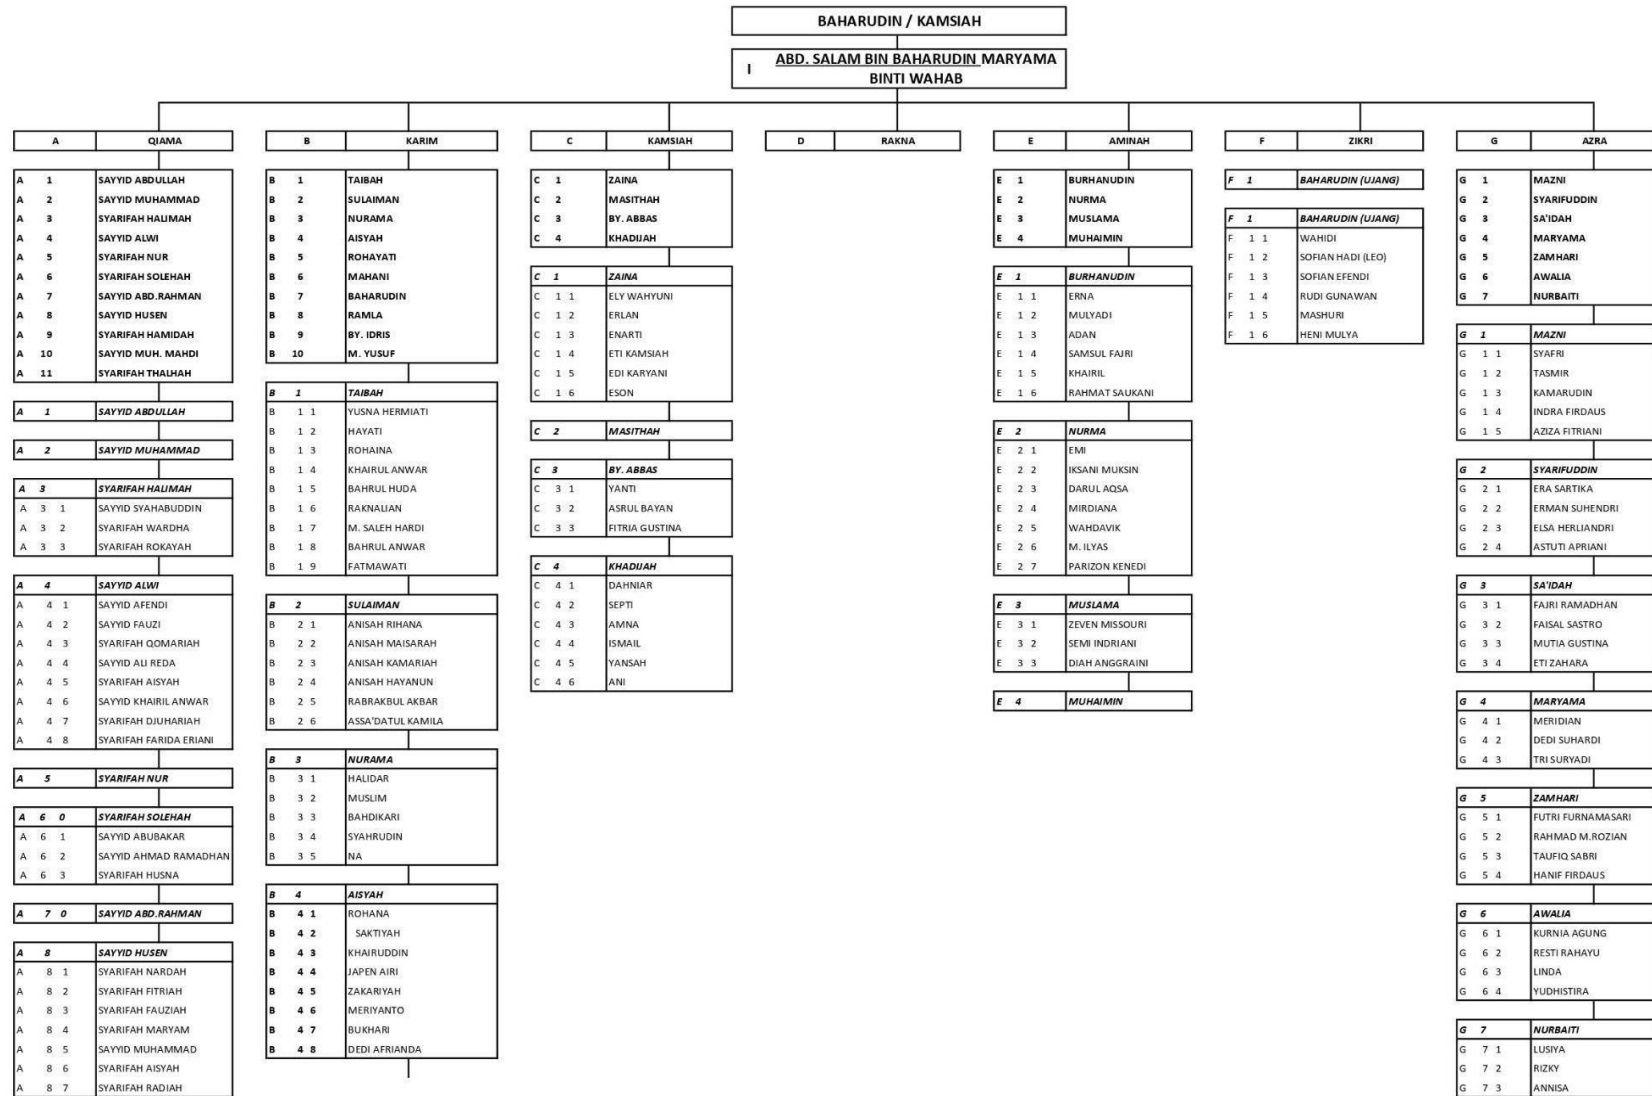 BAHARUDIN / KAMSIAH
I ABD. SALAM BIN BAHARUDIN MARYAMA
BINTI WAHAB
A QIAMA
A 1 SAYYID ABDULLAH
A 2 SAYYID MUHAMMAD
A 3 SYARIFAH HALIMAH
A 4 SAYYID ALWI
A 5 SYARIFAH NUR
A 6 SYARIFAH SOLEHAH
A 7 SAYYID ABD.RAHMAN
A 8 SAYYID HUSEN
A 9 SYARIFAH HAMIDAH
A 10 SAYYID MUH. MAHDI
A 11 SYARIFAH THALHAH
A 1 SAYYID ABDULLAH
A 2 SAYYID MUHAMMAD
A 3 SYARIFAH HALIMAH
A 3 1 SAYYID SYAHABUDDIN
A 3 2 SYARIFAH WARDHA
A 3 3 SYARIFAH ROKAYAH
A 4 SAYYID ALWI
A 4 1 SAYYID AFENDI
A 4 2 SAYYID FAUZI
A 4 3 SYARIFAH QOMARIAH
A 4 4 SAYYID ALI REDA
A 4 5 SYARIFAH AISYAH
A 4 6 SAYYID KHAIRIL ANWAR
A 4 7 SYARIFAH DJUHARIAH
A 4 8 SYARIFAH FARIDA ERIANI
A 5 SYARIFAH NUR
A 6 0 SYARIFAH SOLEHAH
A 6 1 SAYYID ABUBAKAR
A 6 2 SAYYID AHMAD RAMADHAN
A 6 3 SYARIFAH HUSNA
A 7 0 SAYYID ABD.RAHMAN
A 8 SAYYID HUSEN
A 8 1 SYARIFAH NARDAH
A 8 2 SYARIFAH FITRIAH
A 8 3 SYARIFAH FAUZIAH
A 8 4 SYARIFAH MARYAM
A 8 5 SAYYID MUHAMMAD
A 8 6 SYARIFAH AISYAH
A 8 7 SYARIFAH RADIAH
B KARIM
B 1 TAIBAH
B 2 SULAIMAN
B 3 NURAMA
B 4 AISYAH
B 5 ROHAYATI
B 6 MAHANI
B 7 BAHARUDIN
B 8 RAMLA
B 9 BY. IDRIS
B 10 M. YUSUF
B 1 TAIBAH
B 1 1 YUSNA HERMIATI
B 1 2 HAYATI
B 1 3 ROHAINA
B 1 4 KHAIRUL ANWAR
B 1 5 BAHRUL HUDA
B 1 6 RAKNALIAN
B 1 7 M. SALEH HARDI
B 1 8 BAHRUL ANWAR
B 1 9 FATMAWATI
B 2 SULAIMAN
B 2 1 ANISAH RIHANA
B 2 2 ANISAH MAISARAH
B 2 3 ANISAH KAMARIAH
B 2 4 ANISAH HAYANUN
B 2 5 RABRAKBUL AKBAR
B 2 6 ASSA'DATUL KAMILA
B 3 NURAMA
B 3 1 HALIDAR
B 3 2 MUSLIM
B 3 3 BAHDIKARI
B 3 4 SYAHRUDIN
B 3 5 NA
B 4 AISYAH
B 4 1 ROHANA
B 4 2 SAKTIYAH
B 4 3 KHAIRUDDIN
B 4 4 JAPEN AIRI
B 4 5 ZAKARIYAH
B 4 6 MERIYANTO
B 4 7 BUKHARI
B 4 8 DEDI AFRIANDA
C KAMSIAH
C 1 ZAINA
C 2 MASITHAH
C 3 BY. ABBAS
C 4 KHADIJAH
C 1 ZAINA
C 1 1 ELY WAHYUNI
C 1 2 ERLAN
C 1 3 ENARTI
C 1 4 ETI KAMSIAH
C 1 5 EDI KARYANI
C 1 6 ESON
C 2 MASITHAH
C 3 BY. ABBAS
C 3 1 YANTI
C 3 2 ASRUL BAYAN
C 3 3 FITRIA GUSTINA
C 4 KHADIJAH
C 4 1 DAHNIAR
C 4 2 SEPTI
C 4 3 AMNA
C 4 4 ISMAIL
C 4 5 YANSAH
C 4 6 ANI
D RAKNA
E AMINAH
E 1 BURHANUDIN
E 2 NURMA
E 3 MUSLAMA
E 4 MUHAIMIN
E 1 BURHANUDIN
E 1 1 ERNA
E 1 2 MULYADI
E 1 3 ADAN
E 1 4 SAMSUL FAJRI
E 1 5 KHAIRIL
E 1 6 RAHMAT SAUKANI
E 2 NURMA
E 2 1 EMI
E 2 2 IKSANI MUKSIN
E 2 3 DARUL AQSA
E 2 4 MIRDIANA
E 2 5 WAHDAVIK
E 2 6 M. ILYAS
E 2 7 PARIZON KENEDI
E 3 MUSLAMA
E 3 1 ZEVEN MISSOURI
E 3 2 SEMI INDRIANI
E 3 3 DIAH ANGGRAINI
E 4 MUHAIMIN
F ZIKRI
F 1 BAHARUDIN (UJANG)
F 1 BAHARUDIN (UJANG)
F 1 1 WAHIDI
F 1 2 SOFIAN HADI (LEO)
F 1 3 SOFIAN EFENDI
F 1 4 RUDI GUNAWAN
F 1 5 MASHURI
F 1 6 HENI MULYA
G AZRA
G 1 MAZNI
G 2 SYARIFUDDIN
G 3 SA'IDAH
G 4 MARYAMA
G 5 ZAMHARI
G 6 AWALIA
G 7 NURBAITI
G 1 MAZNI
G 1 1 SYAFRI
G 1 2 TASMIR
G 1 3 KAMARUDIN
G 1 4 INDRA FIRDAUS
G 1 5 AZIZA FITRIANI
G 2 SYARIFUDDIN
G 2 1 ERA SARTIKA
G 2 2 ERMAN SUHENDRI
G 2 3 ELSA HERLIANDRI
G 2 4 ASTUTI APRIANI
G 3 SA'IDAH
G 3 1 FAJRI RAMADHAN
G 3 2 FAISAL SASTRO
G 3 3 MUTIA GUSTINA
G 3 4 ETI ZAHARA
G 4 MARYAMA
G 4 1 MERIDIAN
G 4 2 DEDI SUHARDI
G 4 3 TRI SURYADI
G 5 ZAMHARI
G 5 1 FUTRI FURNAMASARI
G 5 2 RAHMAD M.ROZIAN
G 5 3 TAUFIQ SABRI
G 5 4 HANIF FIRDAUS
G 6 AWALIA
G 6 1 KURNIA AGUNG
G 6 2 RESTI RAHAYU
G 6 3 LINDA
G 6 4 YUDHISTIRA
G 7 NURBAITI
G 7 1 LUSIYA
G 7 2 RIZKY
G 7 3 ANNISA